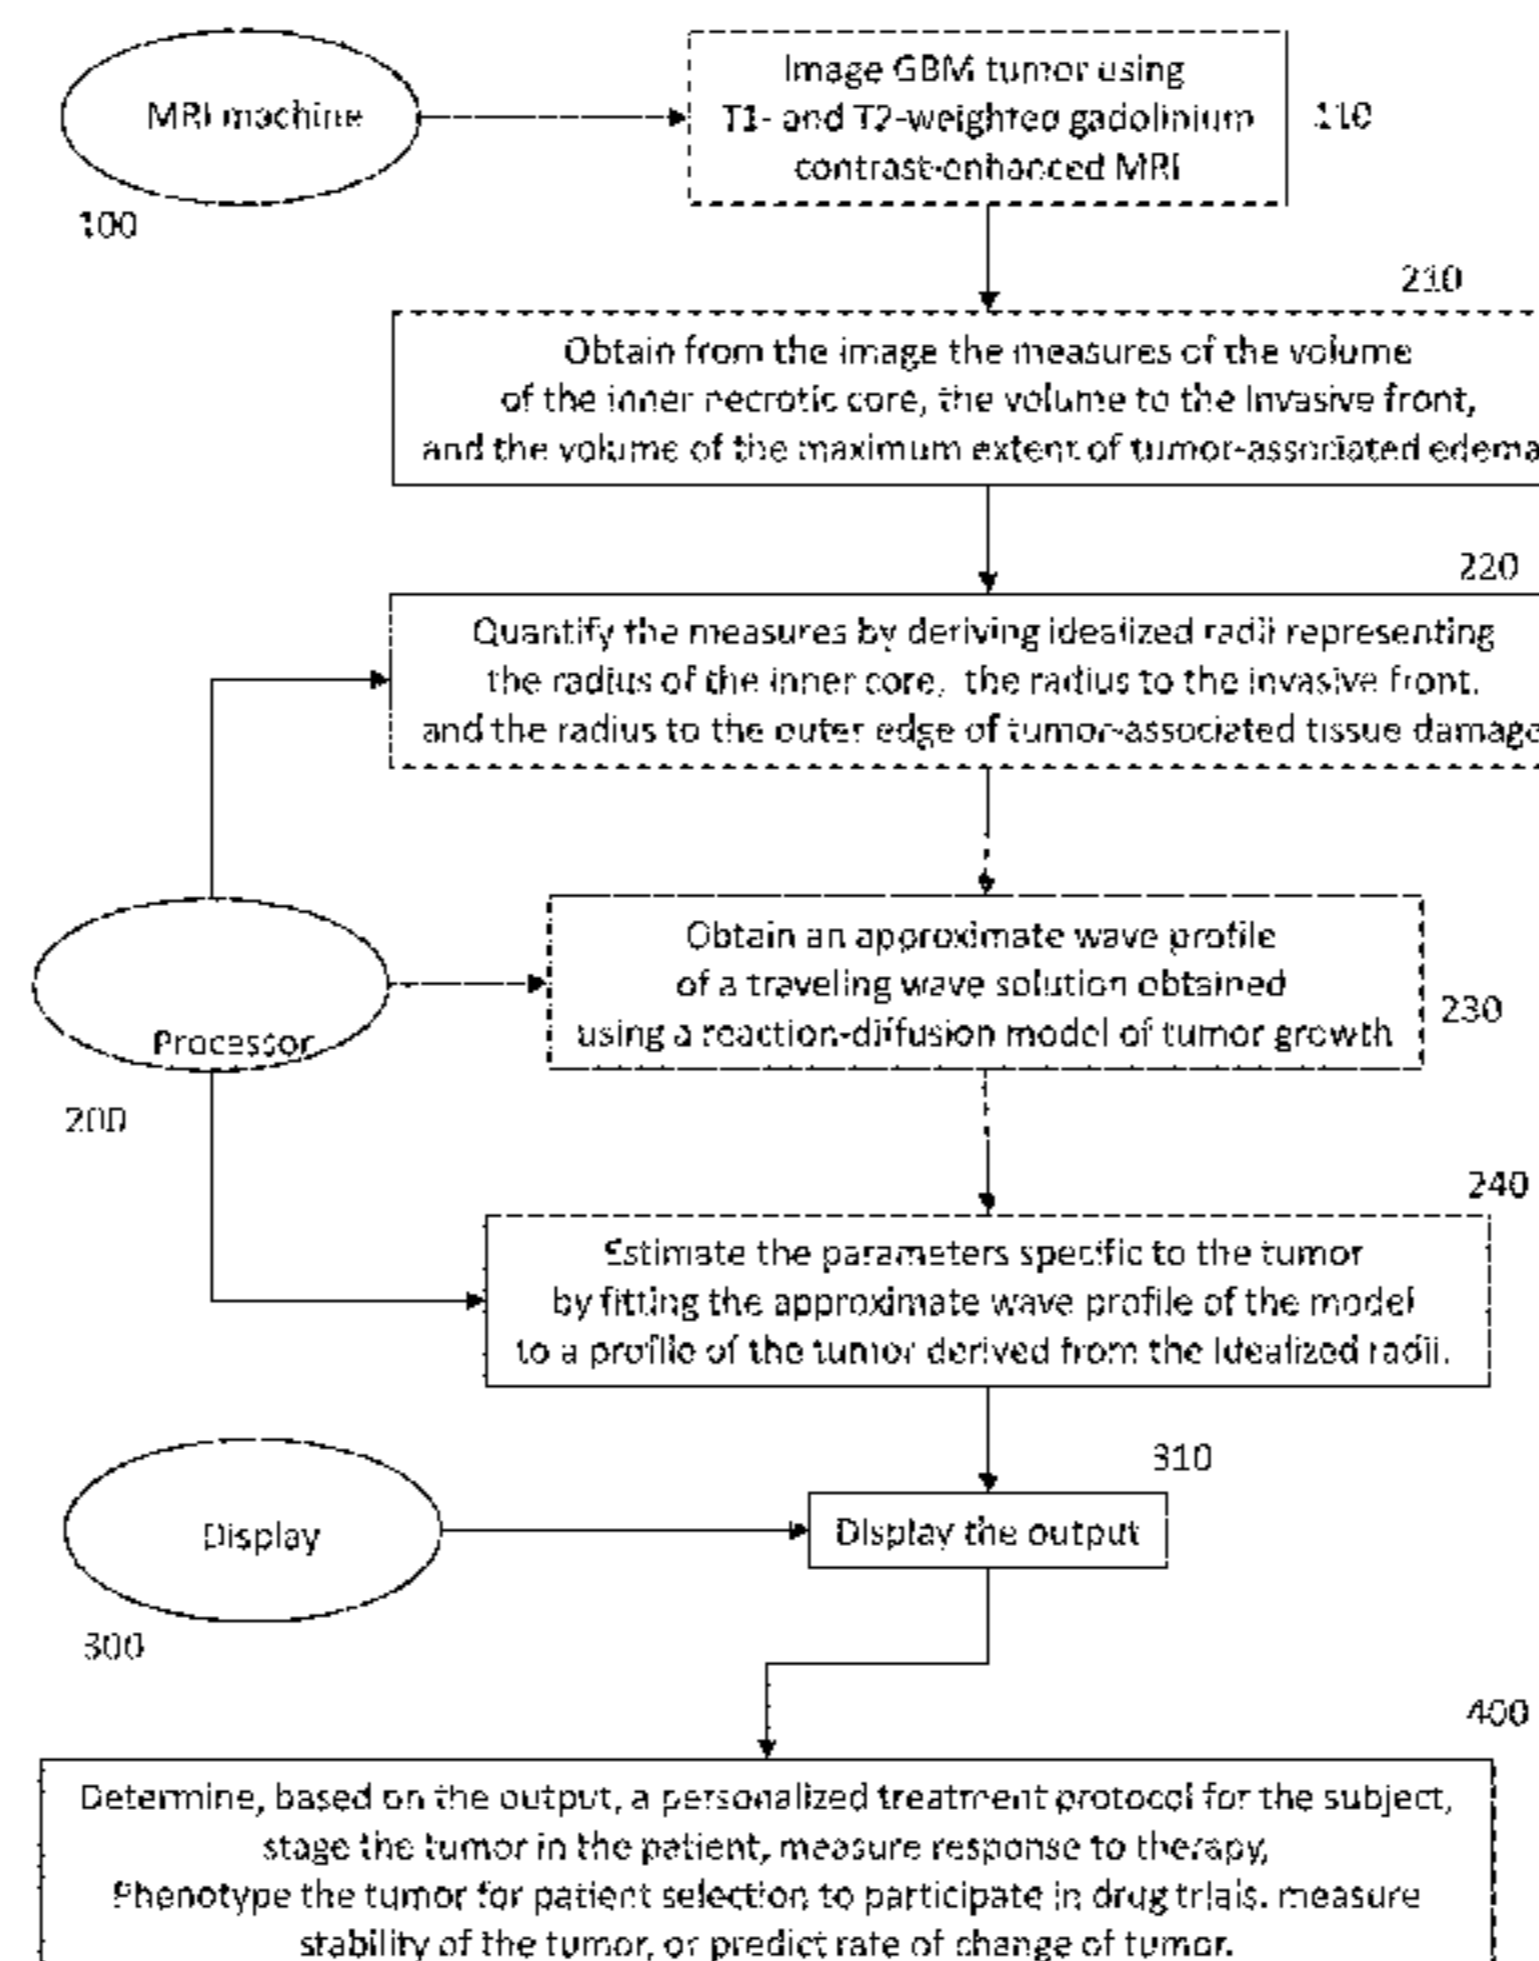 MRI machine
100
Image GBM tumor using
T1- and T2-weighted gadolinium
contrast-enhanced MRI
110
210
Obtain from the image the measures of the volume
of the inner necrotic core, the volume to the invasive front,
and the volume of the maximum extent of tumor-associated edema
220
Quantify the measures by deriving idealized radii representing
the radius of the inner core, the radius to the invasive front.
and the radius to the outer edge of tumor-associated tissue damage
Processor
200
Obtain an approximate wave profile
of a traveling wave solution obtained
using a reaction-diffusion model of tumor growth
230
240
Estimate the parameters specific to the tumor
by fitting the approximate wave profile of the model
to a profile of the tumor derived from the idealized radii.
310
Display
300
Display the output
400
Determine, based on the output, a personalized treatment protocol for the subject,
stage the tumor in the patient, measure response to therapy,
Phenotype the tumor for patient selection to participate in drug trials. measure
stability of the tumor, or predict rate of change of tumor.